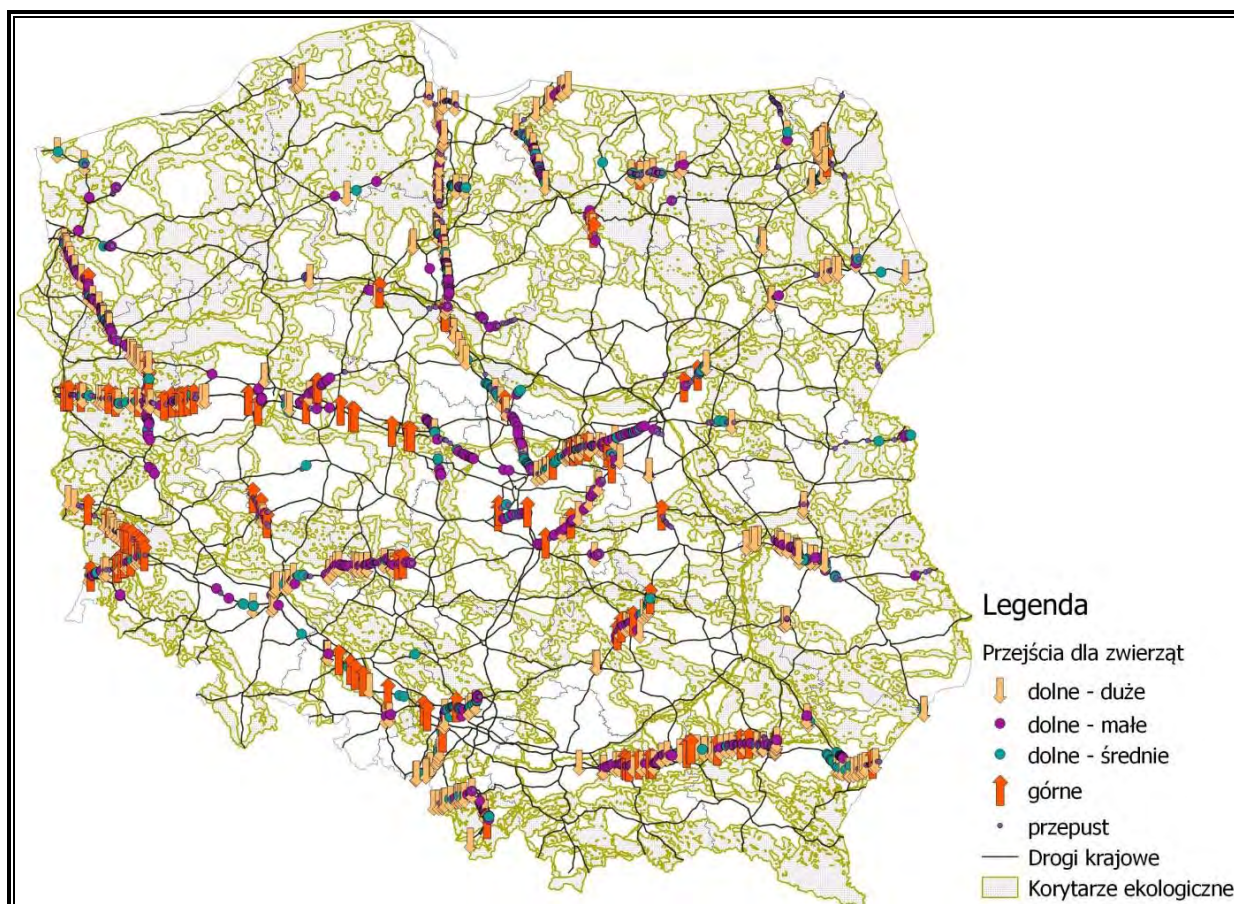 Legenda
Przejścia dla zwierząt
dolne - duże
dolne - małe
dolne - średnie
górne
przepust
Drogi krajowe
Korytarze ekologiczne